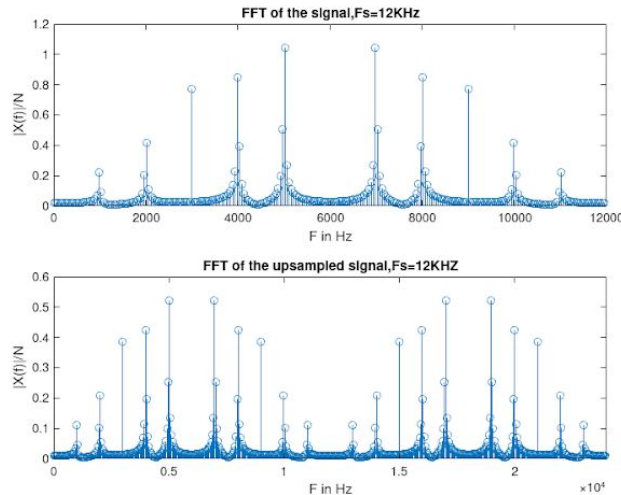 FFT of the signal,Fs=12KHz
1.2
1
0.8
0.6
0.4
0.2
0
|X(f)|/N
0 2000 4000 6000 8000 10000 12000
F in Hz
FFT of the upsampled signal,Fs=12KHZ
0.6
0.5
0.4
0.3
0.2
0.1
0
|X(f)|/N
0 0.5 1 1.5 2
F in Hz ×10⁴